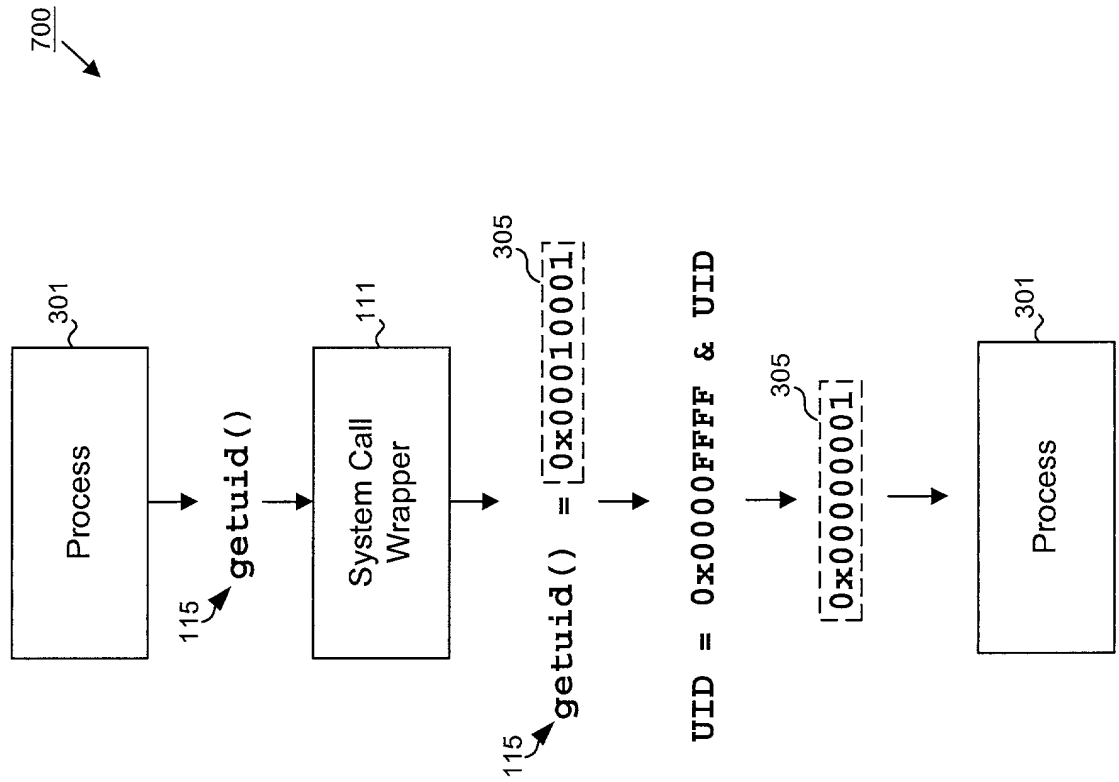 700
301
Process
115
getuid()
111
System Call
Wrapper
305
115
getuid() = 0x00010001
UID = 0x0000FFFF & UID
305
0x00000001
301
Process